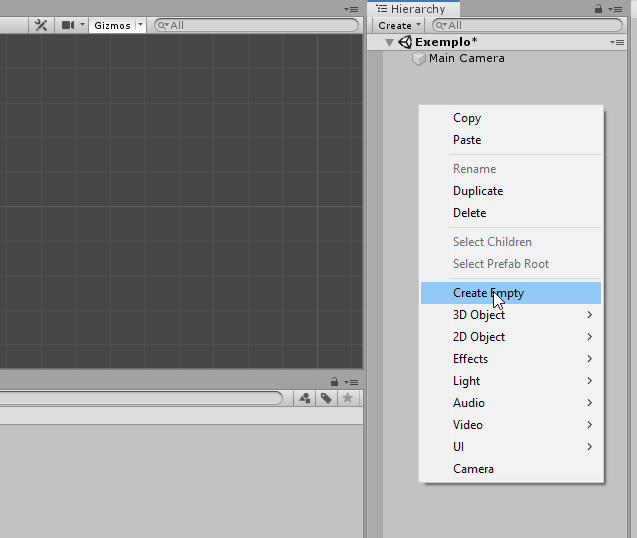 Hierarchy
Gizmos
All
Create
All
Exemplo*
Main Camera
Copy
Paste
Rename
Duplicate
Delete
Select Children
Select Prefab Root
Create Empty
3D Object
2D Object
Effects
Light
Audio
Video
UI
Camera